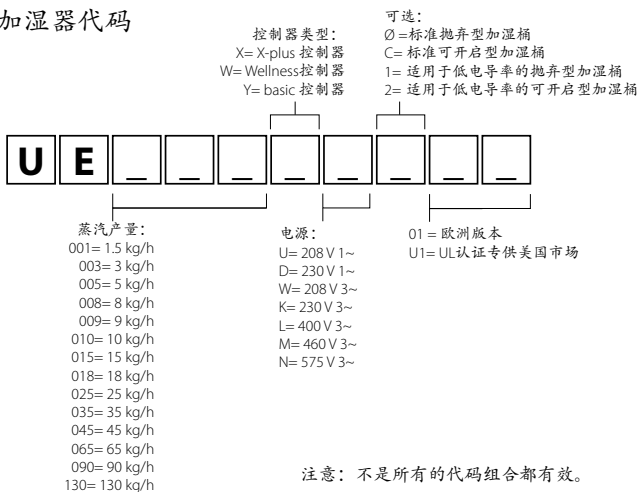 加湿器代码
控制器类型：
X= X-plus 控制器
W= Wellness控制器
Y= basic 控制器
可选：
Ø =标准抛弃型加湿桶
C= 标准可开启型加湿桶
1= 适用于低电导率的抛弃型加湿桶
2= 适用于低电导率的可开启型加湿桶
U E _ _ _ _ _ _ _ _
蒸汽产量：
001= 1.5 kg/h
003= 3 kg/h
005= 5 kg/h
008= 8 kg/h
009= 9 kg/h
010= 10 kg/h
015= 15 kg/h
018= 18 kg/h
025= 25 kg/h
035= 35 kg/h
045= 45 kg/h
065= 65 kg/h
090= 90 kg/h
130= 130 kg/h
电源：
U= 208 V 1~
D= 230 V 1~
W= 208 V 3~
K= 230 V 3~
L= 400 V 3~
M= 460 V 3~
N= 575 V 3~
01 = 欧洲版本
U1= UL认证专供美国市场
注意：不是所有的代码组合都有效。